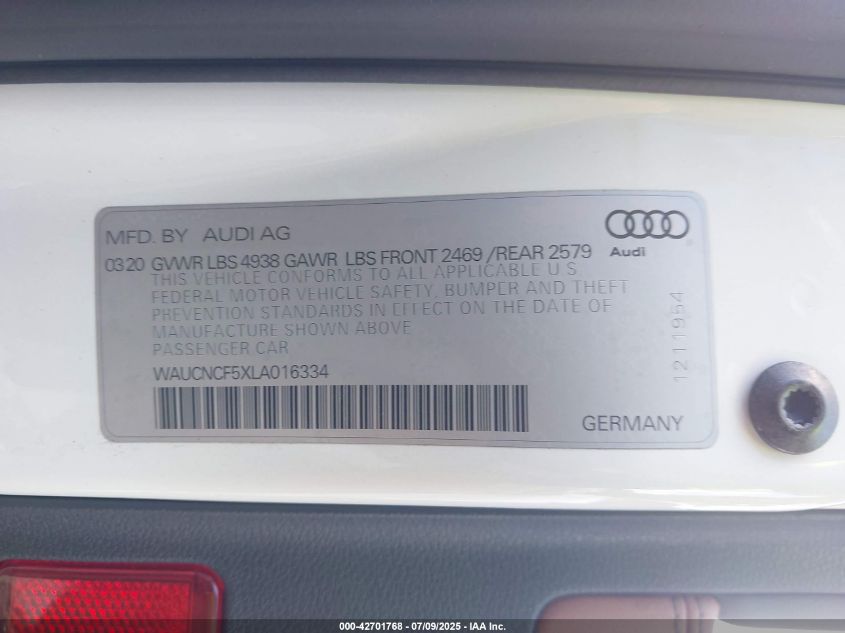 MFD. BY AUDI AG
Audi
0320 GVWR LBS 4938 GAWR LBS FRONT 2469 /REAR 2579
THIS VEHICLE CONFORMS TO ALL APPLICABLE U S
FEDERAL MOTOR VEHICLE SAFETY, BUMPER AND THEFT
PREVENTION STANDARDS IN EFFECT ON THE DATE OF
MANUFACTURE SHOWN ABOVE
PASSENGER CAR
1211954
WAUCNCF5XLA016334
GERMANY
000-42701768 - 07/09/2025 - IAA Inc.